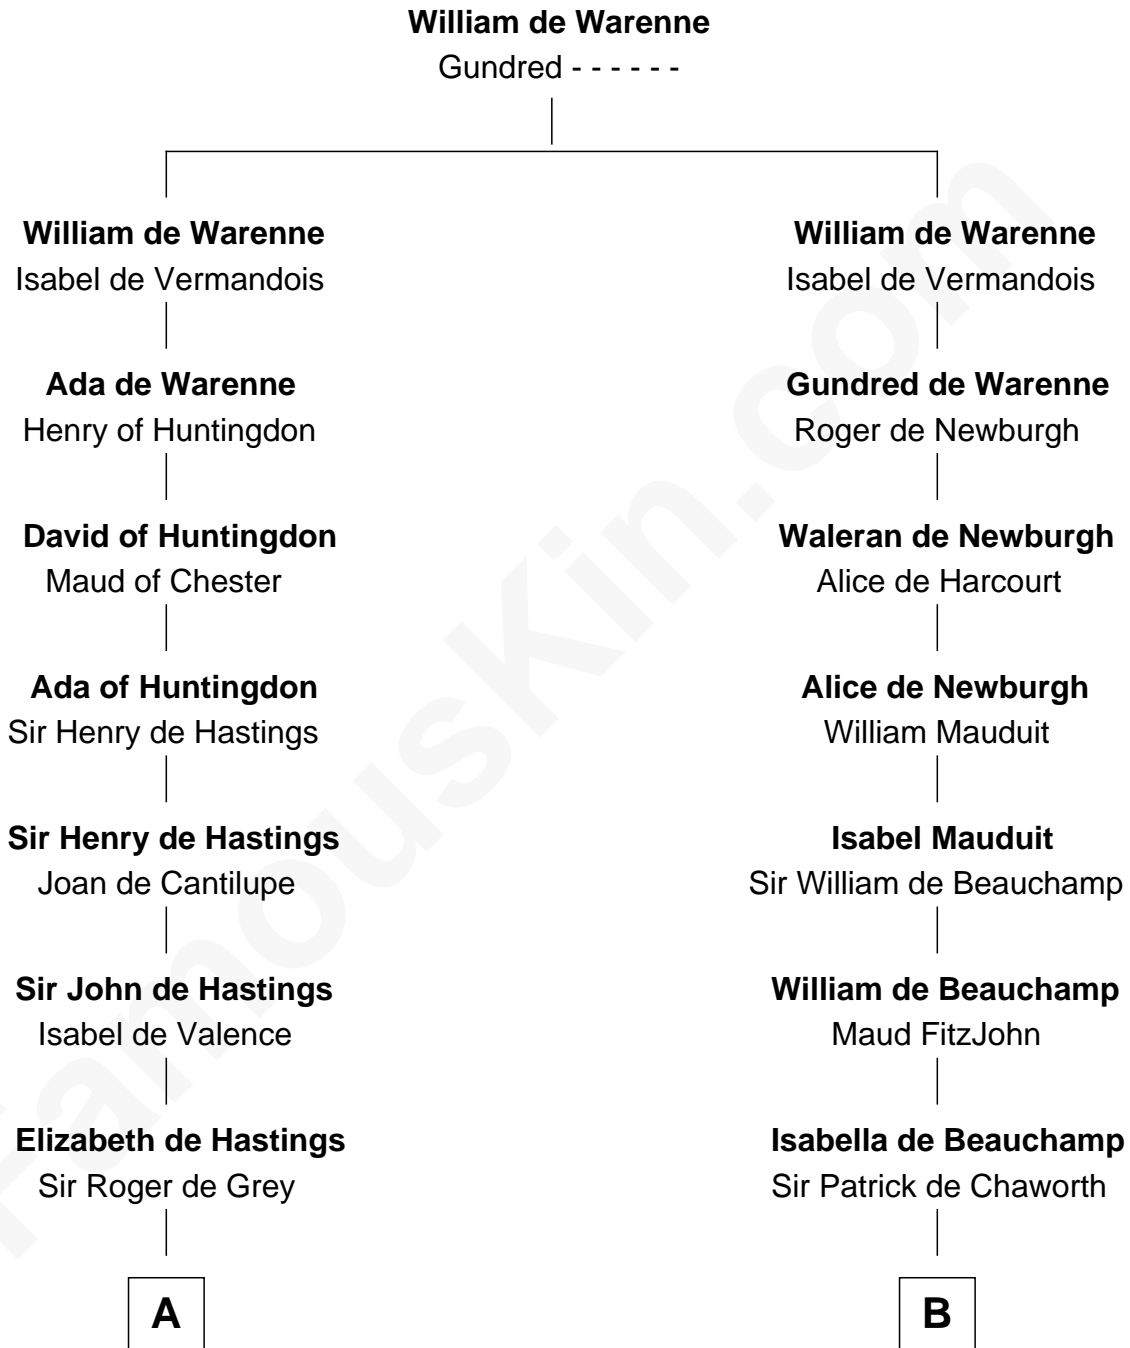 William de Warenne
Gundred - - - - - -
William de Warenne
Isabel de Vermandois
William de Warenne
Isabel de Vermandois
Ada de Warenne
Henry of Huntingdon
Gundred de Warenne
Roger de Newburgh
David of Huntingdon
Maud of Chester
Waleran de Newburgh
Alice de Harcourt
Ada of Huntingdon
Sir Henry de Hastings
Alice de Newburgh
William Mauduit
Sir Henry de Hastings
Joan de Cantilupe
Isabel Mauduit
Sir William de Beauchamp
Sir John de Hastings
Isabel de Valence
William de Beauchamp
Maud FitzJohn
Elizabeth de Hastings
Sir Roger de Grey
Isabella de Beauchamp
Sir Patrick de Chaworth
A
B
FamousKin.com